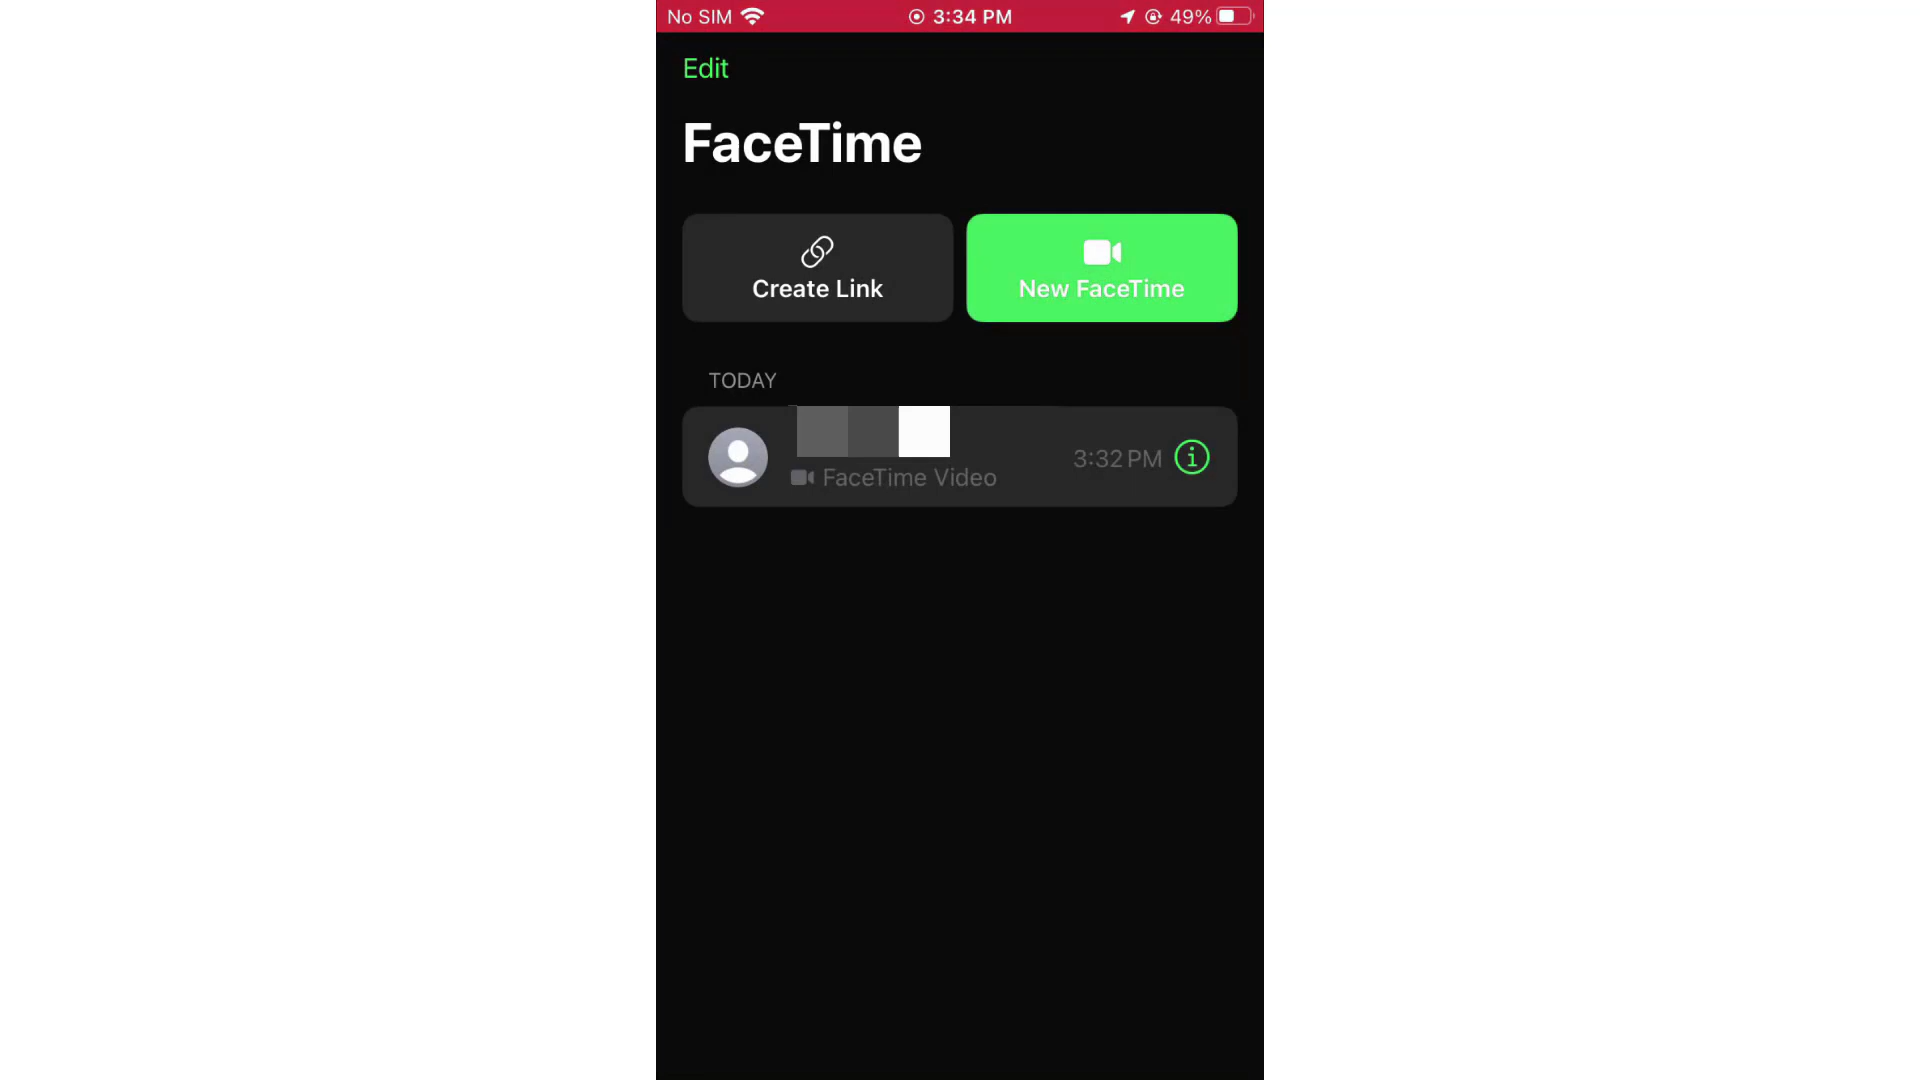 No SIM 3:34 PM 49%
Edit
FaceTime
Create Link
New FaceTime
TODAY
FaceTime Video
3:32 PM